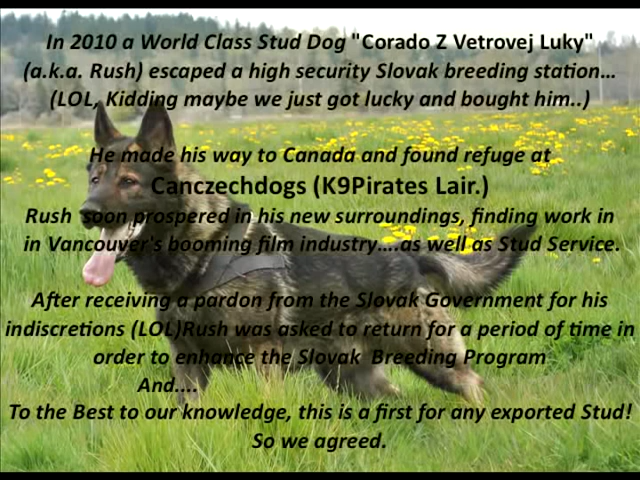 In 2010 a World Class Stud Dog "Corado Z Vetrovej Luky"
(a.k.a. Rush) escaped a high security Slovak breeding station...
(LOL, Kidding maybe we just got lucky and bought him..)
He made his way to Canada and found refuge at
Canczechdogs (K9Pirates Lair.)
Rush soon prospered in his new surroundings, finding work in
in Vancouver's booming film industry....as well as Stud Service.
After receiving a pardon from the Slovak Government for his
indiscretions (LOL)Rush was asked to return for a period of time in
order to enhance the Slovak Breeding Program
And....
To the Best to our knowledge, this is a first for any exported Stud!
So we agreed.